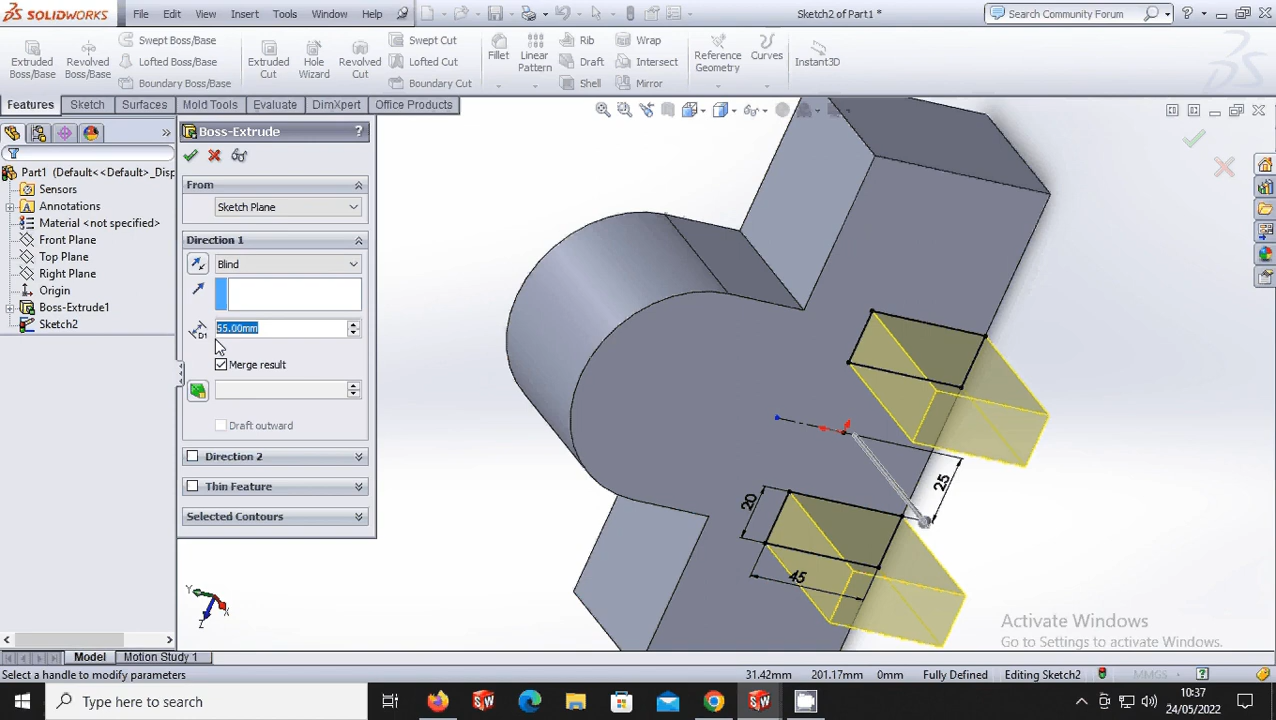 SOLIDWORKS File Edit View Insert Tools Window Help Sketch2 of Part1 * Search Community Forum ?
Extruded Boss/Base
Revolved Boss/Base
Swept Boss/Base
Lofted Boss/Base
Boundary Boss/Base
Extruded Cut
Hole Wizard
Revolved Cut
Swept Cut
Lofted Cut
Boundary Cut
Fillet
Linear Pattern
Rib
Draft
Shell
Wrap
Intersect
Mirror
Reference Geometry
Curves
Instant3D
Features Sketch Surfaces Mold Tools Evaluate DimXpert Office Products
Part1 (Default<<Default>_Disp
Sensors
Annotations
Material <not specified>
Front Plane
Top Plane
Right Plane
Origin
Boss-Extrude1
Sketch2
Boss-Extrude ?
From
Sketch Plane
Direction 1
Blind
55.00mm
D1
Merge result
Draft outward
Direction 2
Thin Feature
Selected Contours
25
20
45
Y
X
Z
Activate Windows
Go to Settings to activate Windows.
Model Motion Study 1
Select a handle to modify parameters 31.42mm 201.17mm 0mm Fully Defined Editing Sketch2 MMGS ?
Type here to search
10:37
24/05/2022